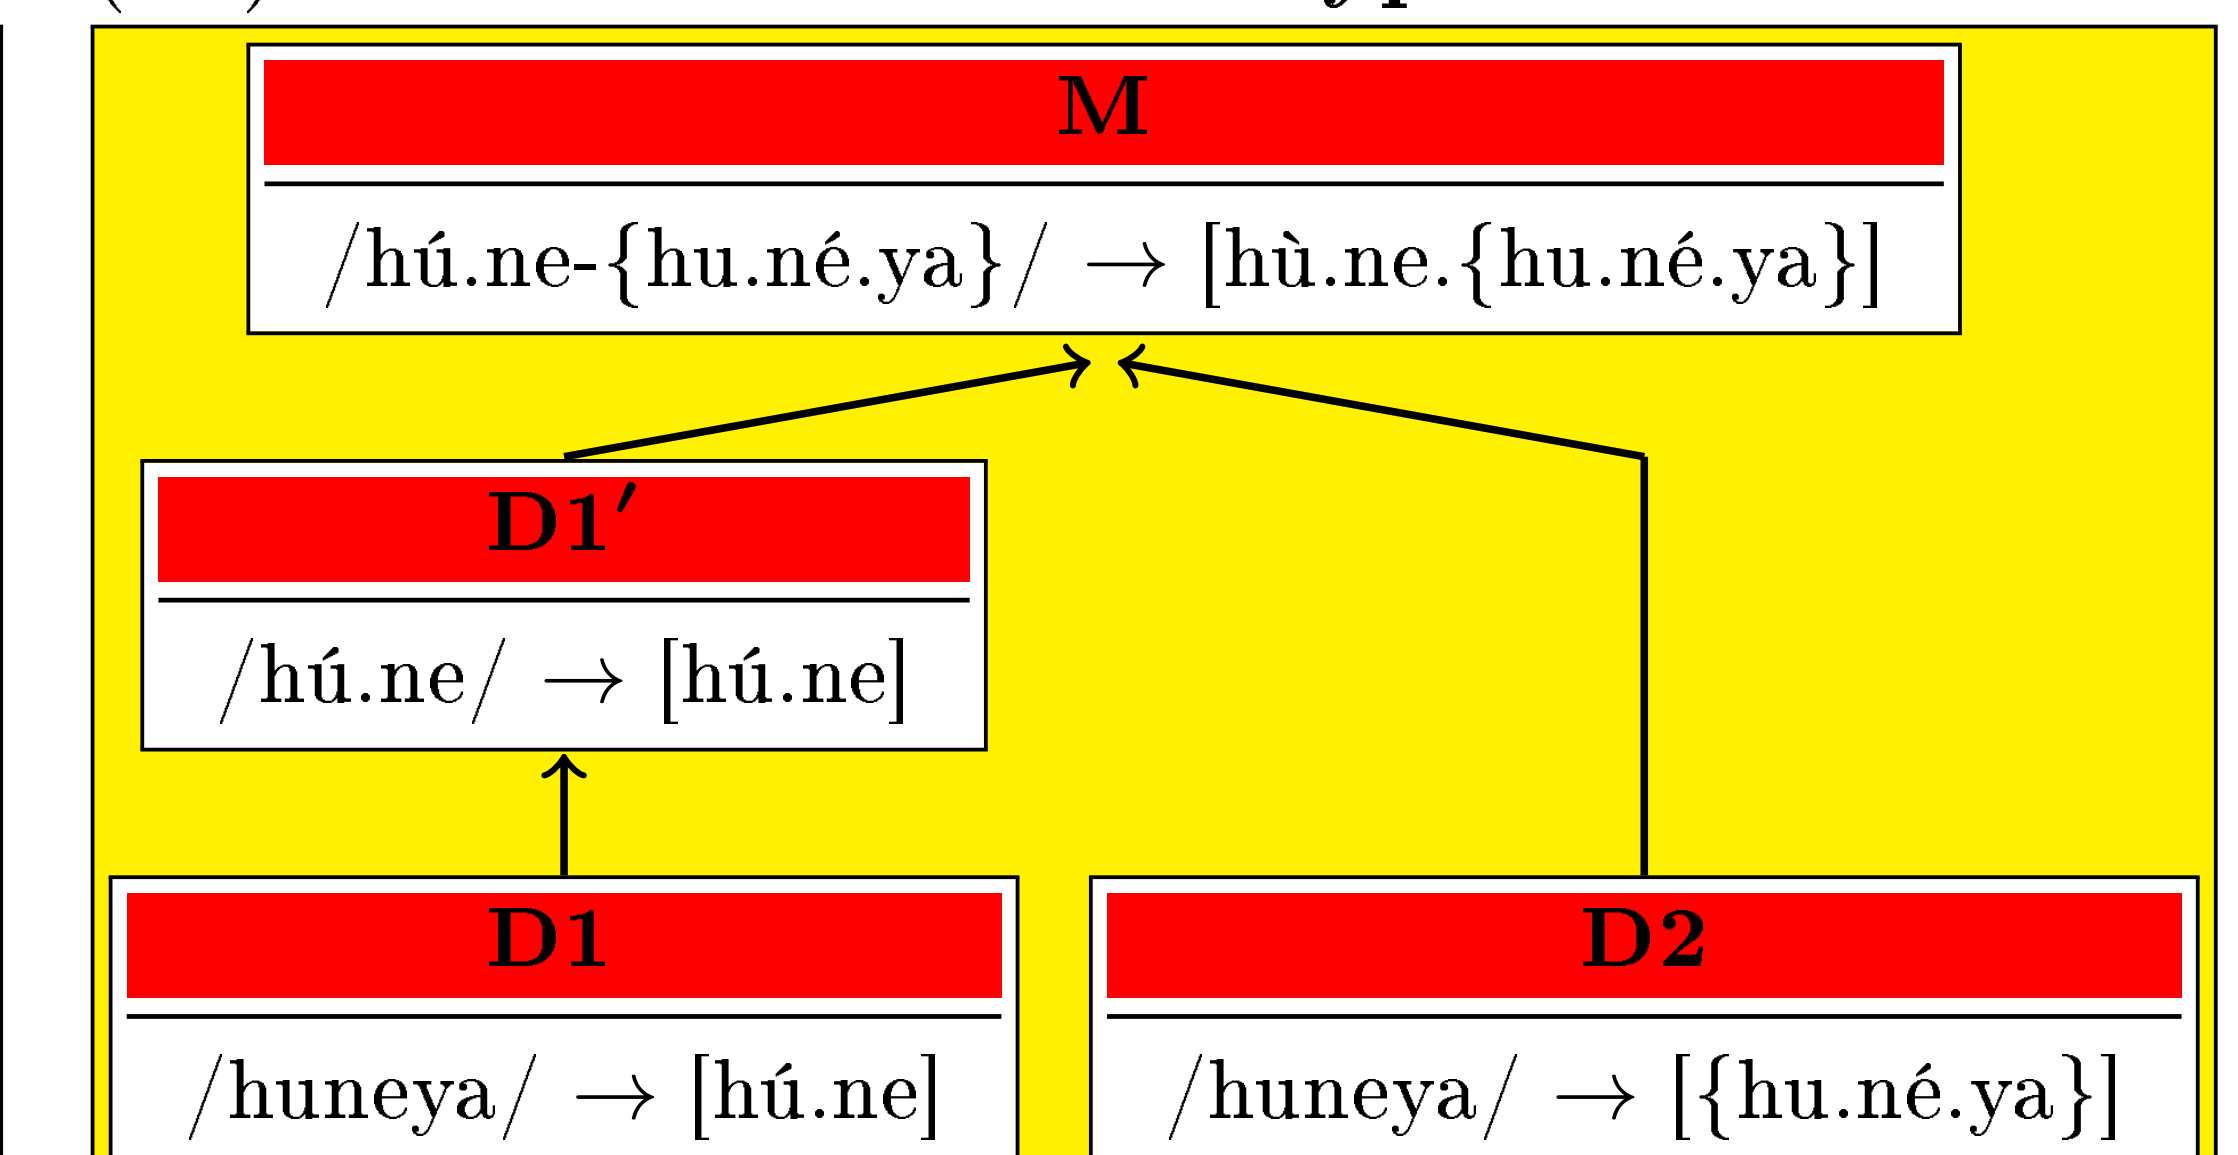 M
/hú.ne-{hu.né.ya}/ → [hù.ne.{hu.né.ya}]
D1′
/hú.ne/ → [hú.ne]
D1
D2
/huneya/ → [hú.ne]
/huneya/ → [{hu.né.ya}]